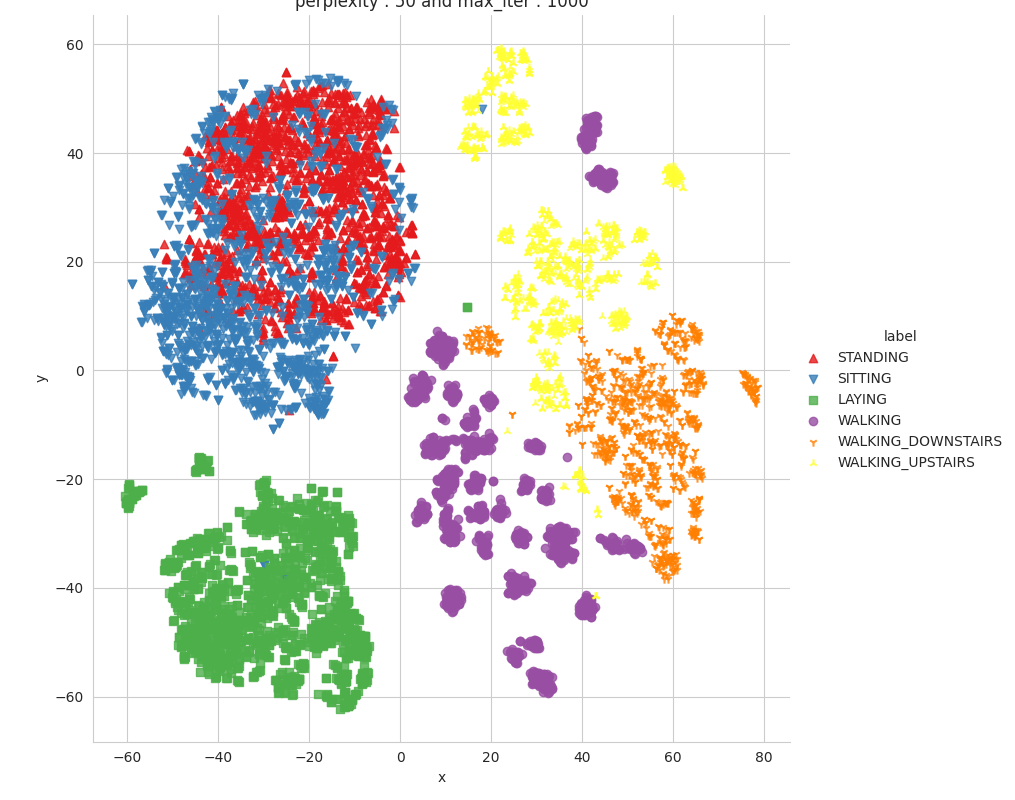 perplexity : 50 and max_iter : 1000
60
40
20
0
−20
−40
−60
y
−60
−40
−20
0
20
40
60
80
x
label
STANDING
SITTING
LAYING
WALKING
WALKING_DOWNSTAIRS
WALKING_UPSTAIRS